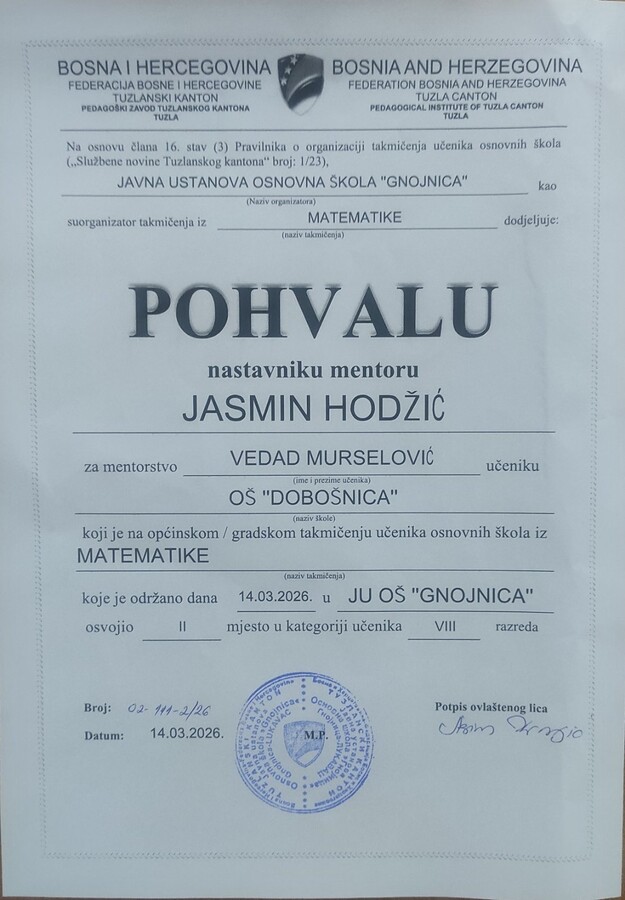 BOSNA I HERCEGOVINA
FEDERACIJA BOSNE I HERCEGOVINE
TUZLANSKI KANTON
PEDAGOŠKI ZAVOD TUZLANSKOG KANTONA
TUZLA
BOSNIA AND HERZEGOVINA
FEDERATION BOSNIA AND HERZEGOVINA
TUZLA CANTON
PEDAGOGICAL INSTITUTE OF TUZLA CANTON
TUZLA
Na osnovu člana 16. stav (3) Pravilnika o organizaciji takmičenja učenika osnovnih škola
(„Službene novine Tuzlanskog kantona“ broj: 1/23),
JAVNA USTANOVA OSNOVNA ŠKOLA "GNOJNICA" kao
(Naziv organizatora)
suorganizator takmičenja iz MATEMATIKE dodjeljuje:
(naziv takmičenja)
POHVALU
nastavniku mentoru
JASMIN HODŽIĆ
za mentorstvo VEDAD MURSELOVIĆ učeniku
(ime i prezime učenika)
OŠ "DOBOŠNICA"
(naziv škole)
koji je na općinskom / gradskom takmičenju učenika osnovnih škola iz
MATEMATIKE
(naziv takmičenja)
koje je održano dana 14.03.2026. u JU OŠ "GNOJNICA"
osvojio II mjesto u kategoriji učenika VIII razreda
Broj: 02-111-2/26
Datum: 14.03.2026.
M.P.
Potpis ovlaštenog lica